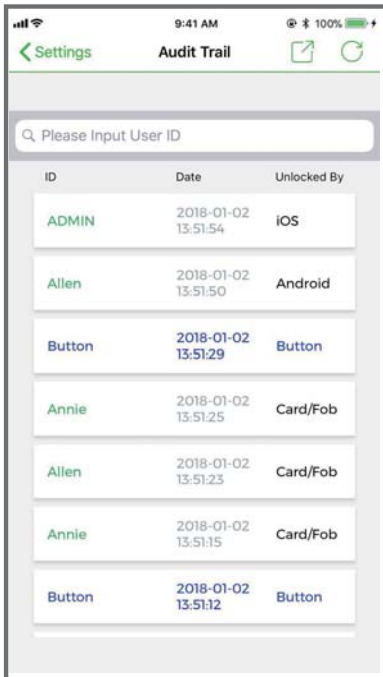 9:41 AM 100%
Settings Audit Trail
Please Input User ID
ID Date Unlocked By
ADMIN 2018-01-02 13:51:54 iOS
Allen 2018-01-02 13:51:50 Android
Button 2018-01-02 13:51:29 Button
Annie 2018-01-02 13:51:25 Card/Fob
Allen 2018-01-02 13:51:23 Card/Fob
Annie 2018-01-02 13:51:15 Card/Fob
Button 2018-01-02 13:51:12 Button